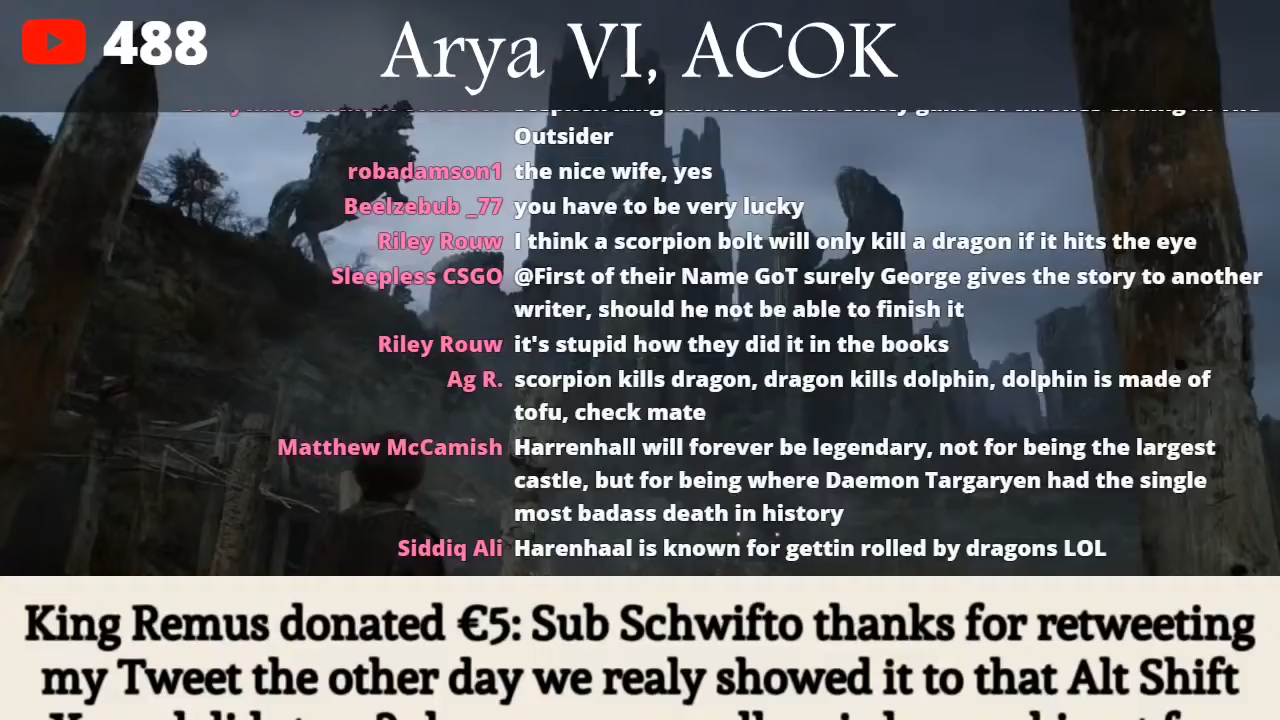 488
Arya VI, ACOK
Outsider
robadamson1 the nice wife, yes
Beelzebub _77 you have to be very lucky
Riley Rouw I think a scorpion bolt will only kill a dragon if it hits the eye
Sleepless CSGO @First of their Name GoT surely George gives the story to another
writer, should he not be able to finish it
Riley Rouw it's stupid how they did it in the books
Ag R. scorpion kills dragon, dragon kills dolphin, dolphin is made of
tofu, check mate
Matthew McCamish Harrenhall will forever be legendary, not for being the largest
castle, but for being where Daemon Targaryen had the single
most badass death in history
Siddiq Ali Harenhaal is known for gettin rolled by dragons LOL
King Remus donated €5: Sub Schwifto thanks for retweeting
my Tweet the other day we realy showed it to that Alt Shift